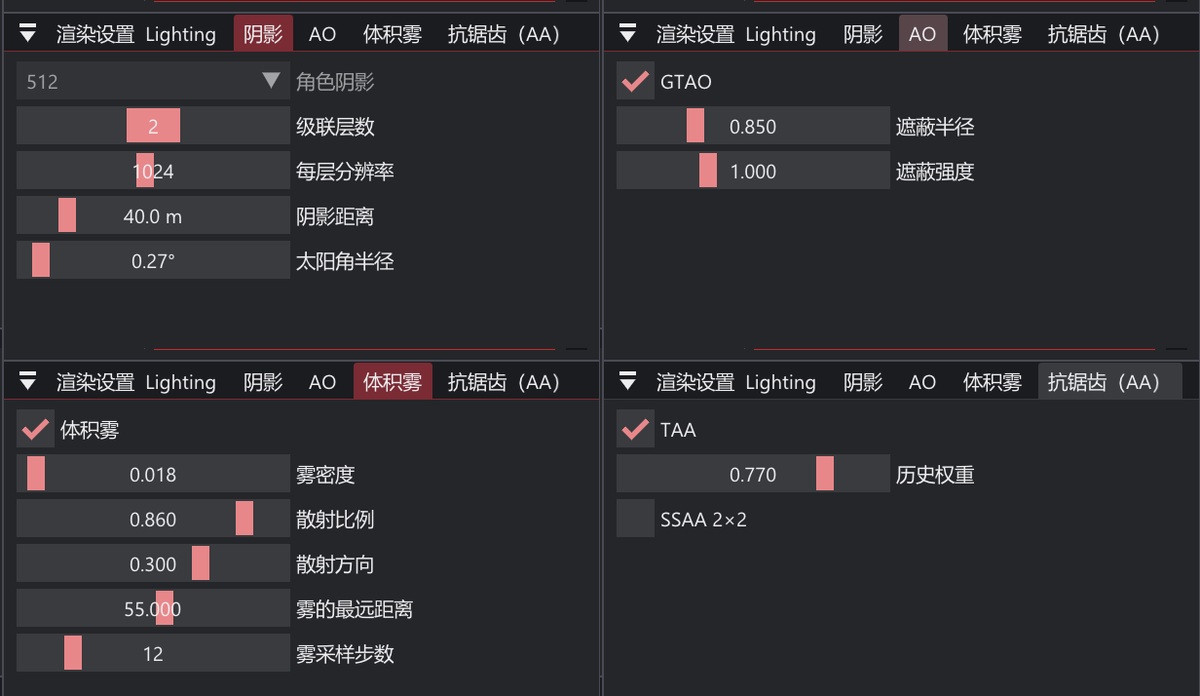 渲染设置 Lighting 阴影 AO 体积雾 抗锯齿（AA）
512 角色阴影
2 级联层数
1024 每层分辨率
40.0 m 阴影距离
0.27° 太阳角半径
渲染设置 Lighting 阴影 AO 体积雾 抗锯齿（AA）
GTAO
0.850 遮蔽半径
1.000 遮蔽强度
渲染设置 Lighting 阴影 AO 体积雾 抗锯齿（AA）
体积雾
0.018 雾密度
0.860 散射比例
0.300 散射方向
55.000 雾的最远距离
12 雾采样步数
渲染设置 Lighting 阴影 AO 体积雾 抗锯齿（AA）
TAA
0.770 历史权重
SSAA 2×2